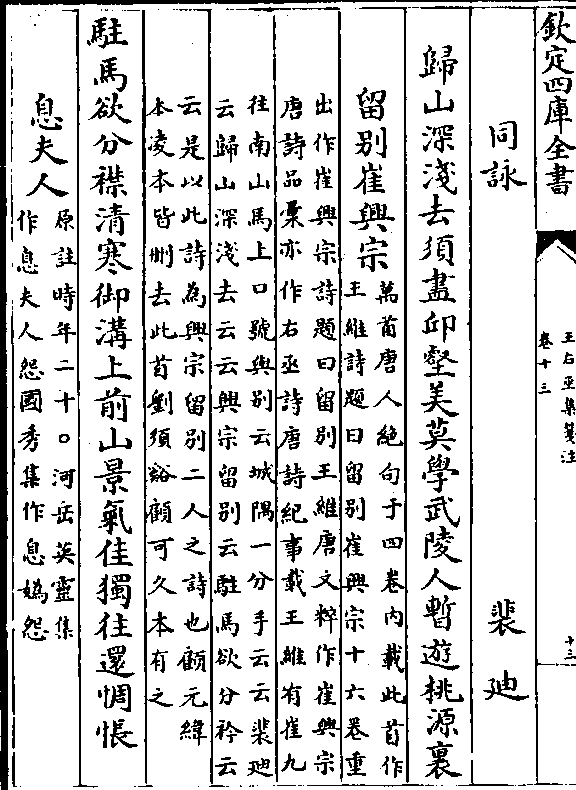 欽定四庫全書
王右丞集箋注
卷十三
十三
同詠
裴廸
歸山深淺去須盡邱壑美莫學武陵人暫遊桃源裏
留别崔興宗
萬首唐人絶句于四卷内載此首作
王維詩題曰留别崔興宗十六卷重
出作崔興宗詩題曰留别王維唐文粹作崔興宗
唐詩品彙亦作右丞詩唐詩紀事載王維有崔九
往南山馬上口號與别云城隅一分手云云裴廸
云歸山深淺去云云興宗留别云駐馬欲分衿云
云是以此詩為興宗留别二人之詩也顧元緯
本凌本皆刪去此首劉須谿顧可久本有之
駐馬欲分襟清寒御溝上前山景氣佳獨往還惆悵
息夫人
原註時年二十○河岳英靈集
作息夫人怨國秀集作息媯怨